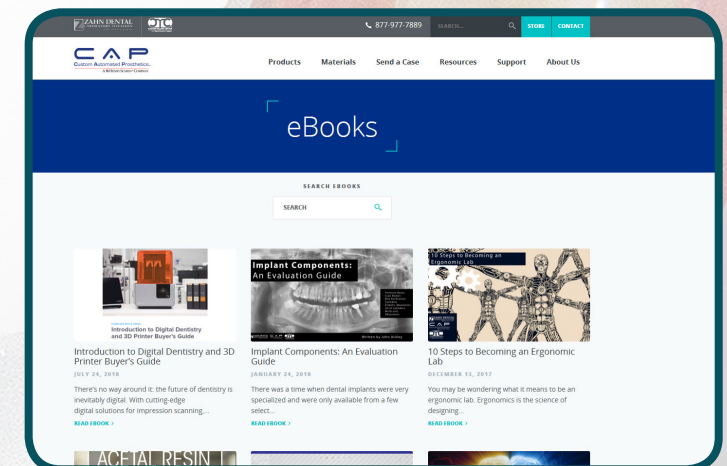 ZAHN DENTAL
DTC
877-977-7889
SEARCH...
STORE
CONTACT
CAP
Custom Automated Prosthetics
Products
Materials
Send a Case
Resources
Support
About Us
eBooks
SEARCH EBOOKS
SEARCH
Introduction to Digital Dentistry
and 3D Printer Buyer's Guide
Introduction to Digital Dentistry and 3D
Printer Buyer's Guide
JULY 24, 2018
There's no way around it: the future of dentistry is
inevitably digital. With cutting-edge
digital solutions for impression scanning,...
READ EBOOK >
Implant Components:
An Evaluation Guide
Implant Components: An Evaluation
Guide
JANUARY 24, 2018
There was a time when dental implants were very
specialized and were only available from a few
select...
READ EBOOK >
10 Steps to Becoming an
Ergonomic Lab
10 Steps to Becoming an Ergonomic
Lab
DECEMBER 13, 2017
You may be wondering what it means to be an
ergonomic lab. Ergonomics is the science of
designing...
READ EBOOK >
ACETAL RESIN